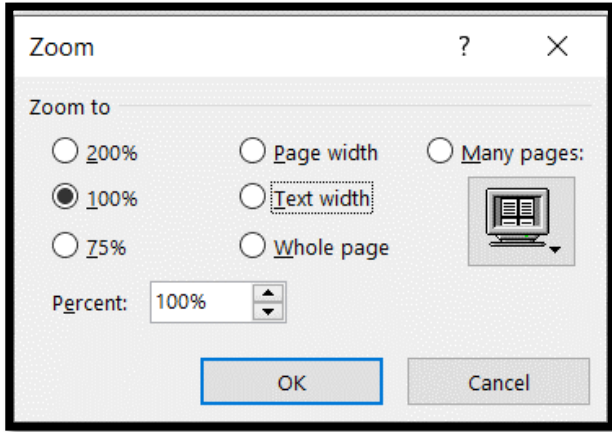 Zoom ?
Zoom to
200% Page width Many pages:
100% Text width
75% Whole page
Percent: 100%
OK Cancel